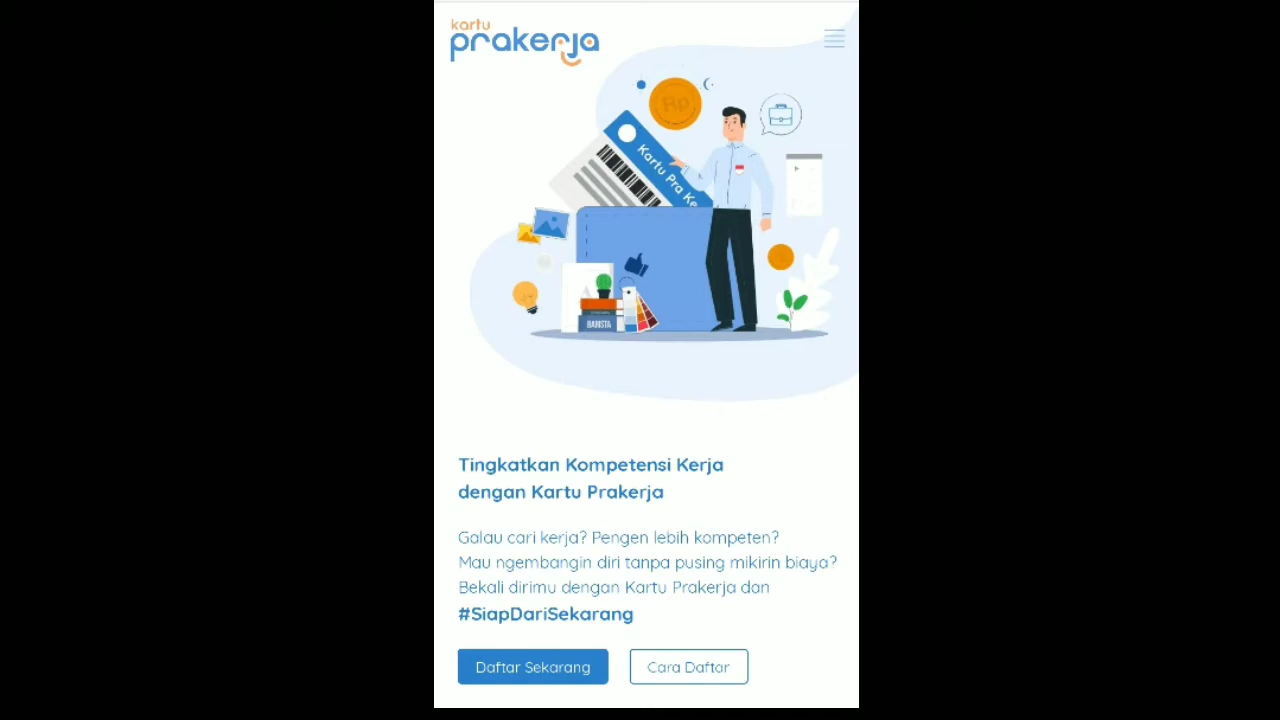 kartu
prakerja
Rp
Kartu Pra Ke
BARISTA
Tingkatkan Kompetensi Kerja
dengan Kartu Prakerja
Galau cari kerja? Pengen lebih kompeten?
Mau ngembangin diri tanpa pusing mikirin biaya?
Bekali dirimu dengan Kartu Prakerja dan
#SiapDariSekarang
Daftar Sekarang
Cara Daftar